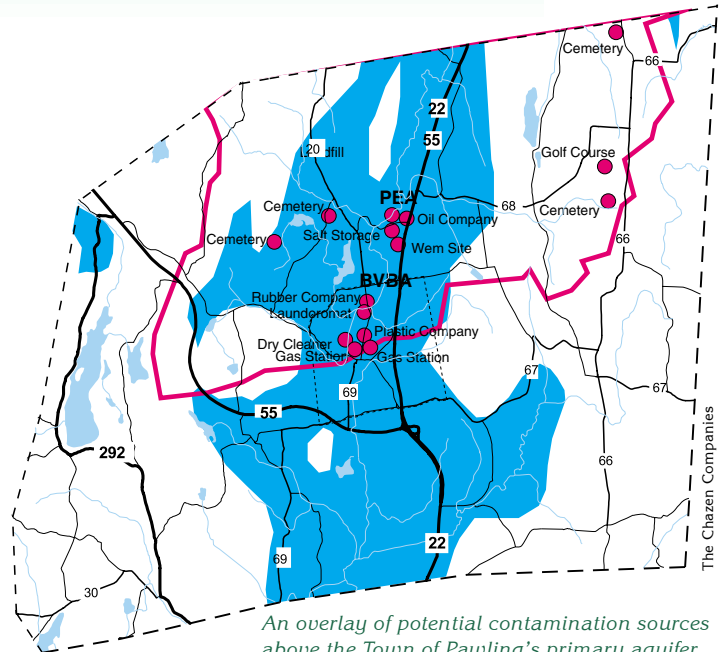 Cemetery
66
22
55
20
Landfill
Golf Course
PEA
Cemetery
68
Cemetery
Oil Company
Salt Storage
Cemetery
Wem Site
66
BVBA
Rubber Company
Laundoromat
Plastic Company
Dry Cleaner
Gas Station
Gas Station
67
69
67
55
292
66
22
69
30
The Chazen Companies
An overlay of potential contamination sources
above the Town of Pawling's primary aquifer